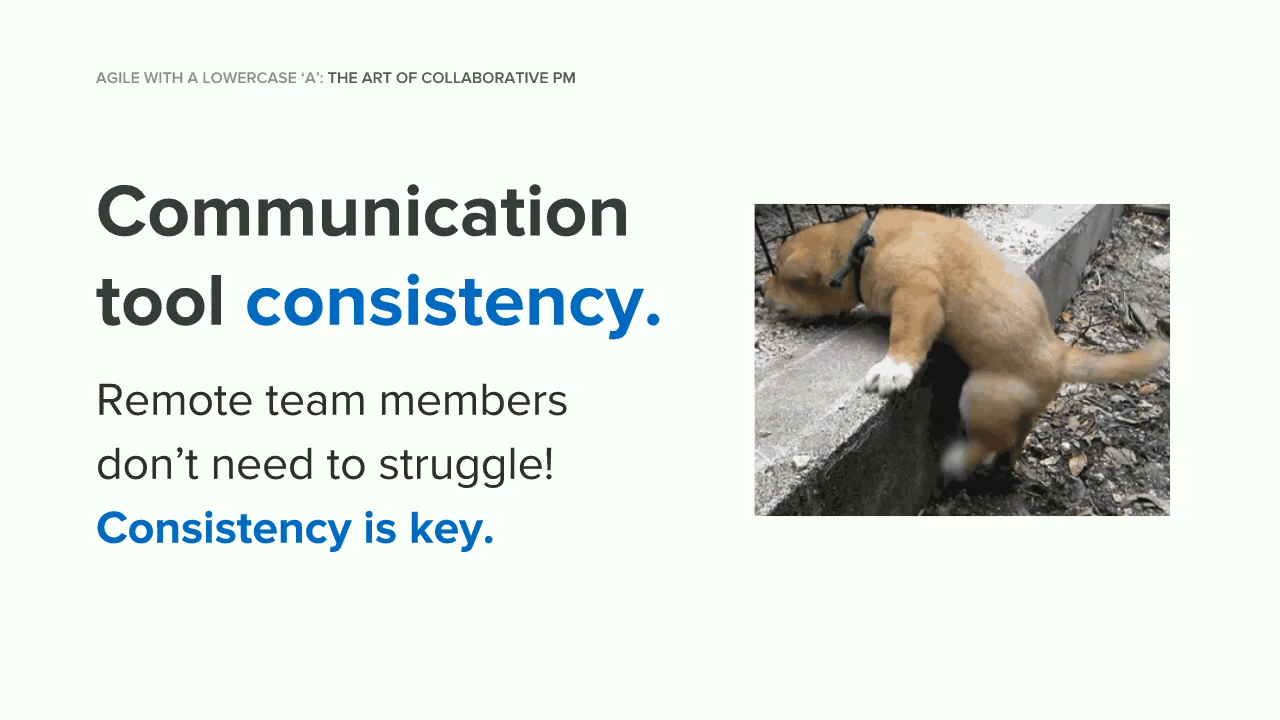 AGILE WITH A LOWERCASE ‘A’: THE ART OF COLLABORATIVE PM
Communication
tool consistency.
Remote team members
don’t need to struggle!
Consistency is key.